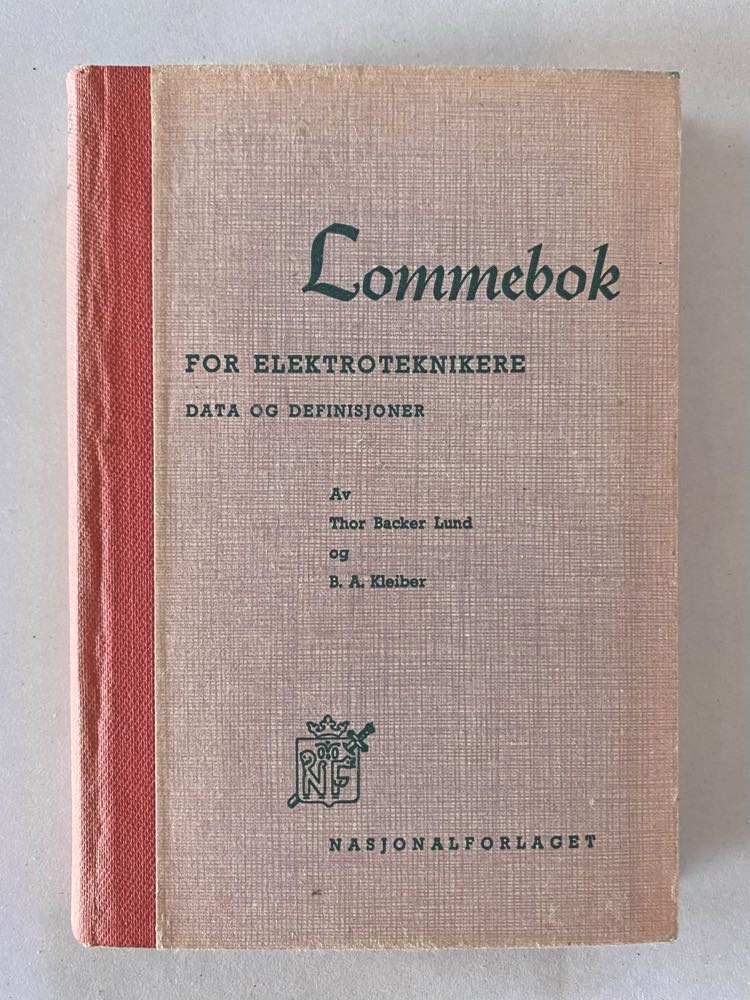 Lommebok
FOR ELEKTROTEKNIKERE
DATA OG DEFINISJONER
Av
Thor Backer Lund
og
B. A. Kleiber
NF
NASJONALFORLAGET